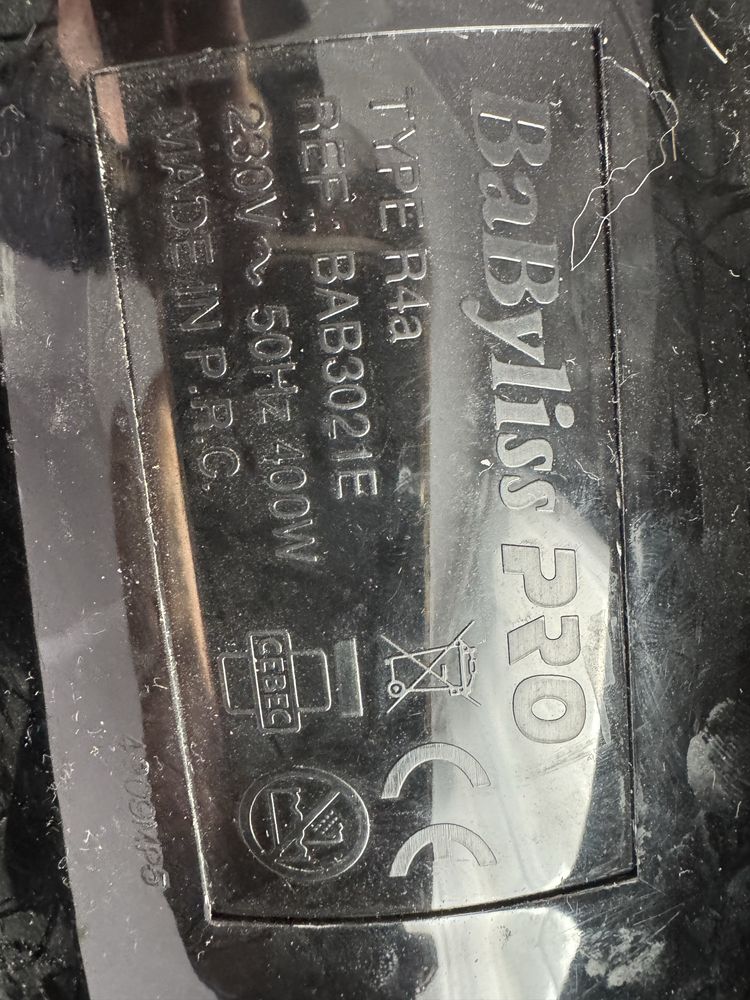 BaByliss PRO
TYPE R4a
REF.: BAB3021E
230V ~ 50Hz 400W
MADE IN P.R.C.
CEBEC
CE